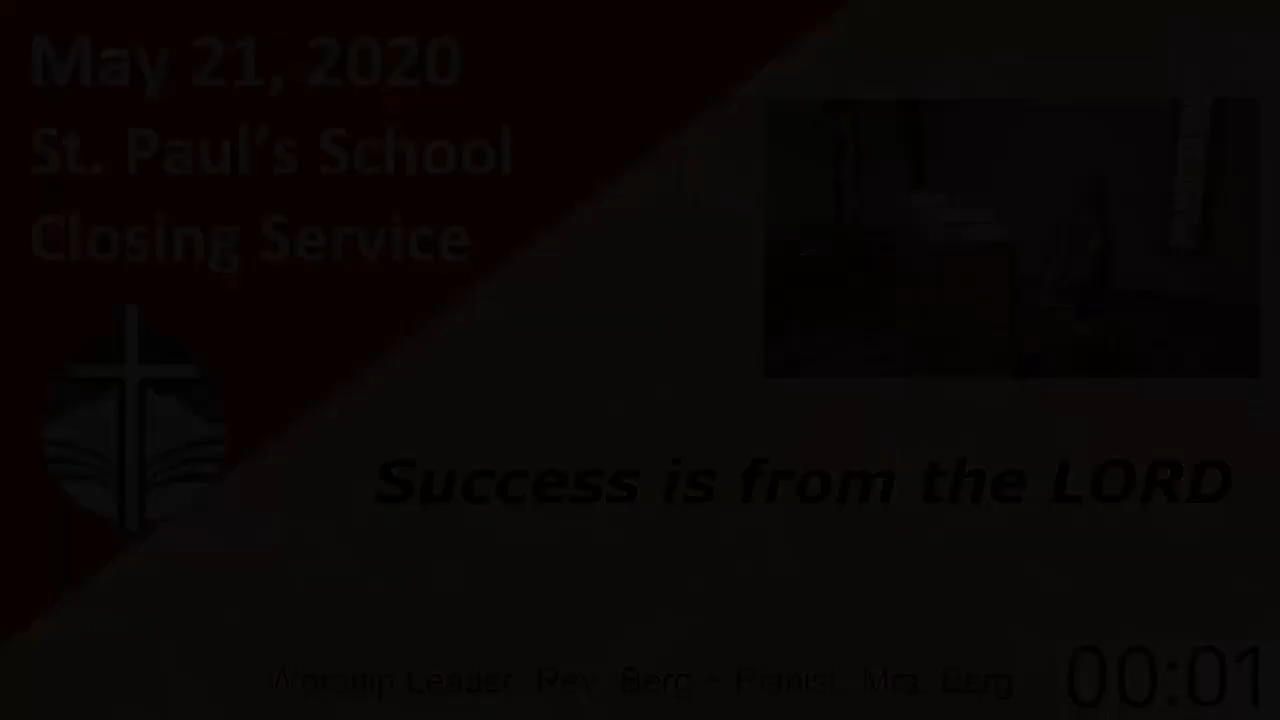 May 21, 2020
St. Paul's School
Closing Service
Success is from the LORD
Worship Leader: Rev. Berg ~ Pianist: Mrs. Berg
00:01